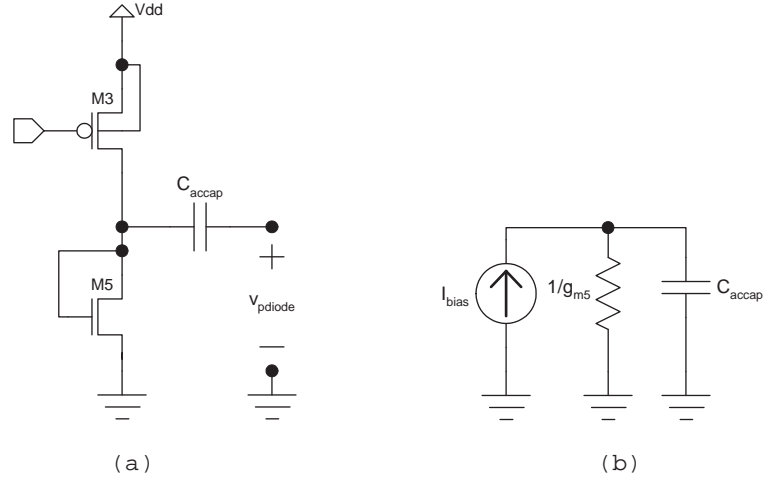 Vdd
M3
C_accap
M5
+
v_pdiode
−
I_bias
1/g_m5
C_accap
(a)
(b)